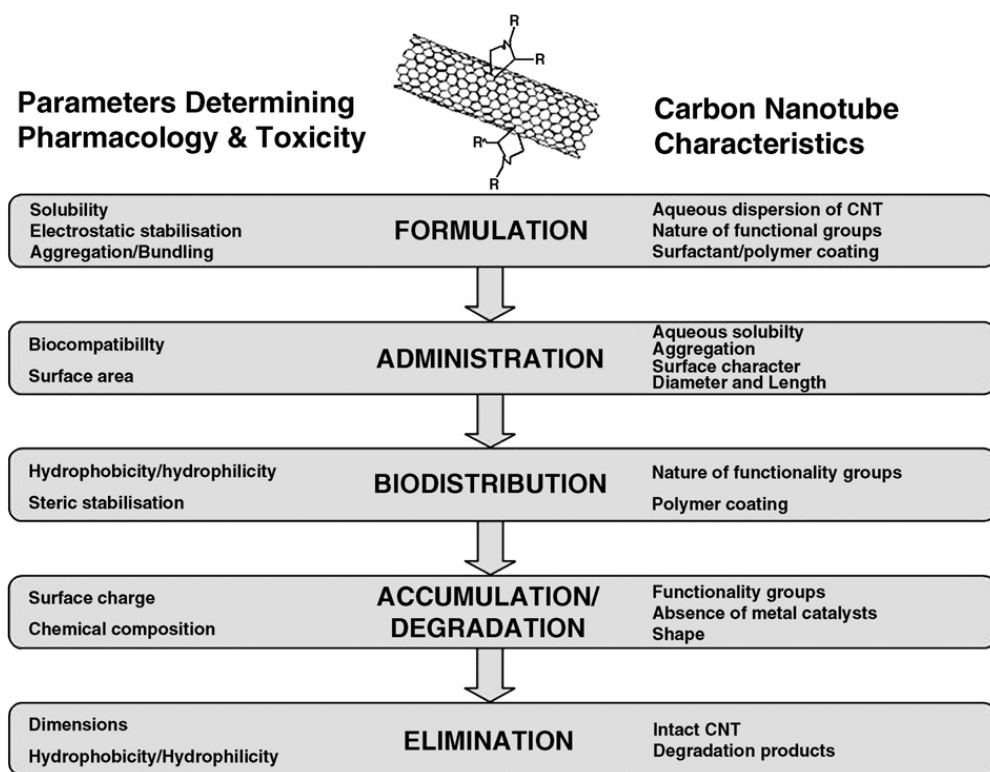 R
R
Parameters Determining
Pharmacology & Toxicity
Carbon Nanotube
Characteristics
R
R
Solubility
Electrostatic stabilisation
Aggregation/Bundling
FORMULATION
Aqueous dispersion of CNT
Nature of functional groups
Surfactant/polymer coating
Biocompatibillty
Surface area
ADMINISTRATION
Aqueous solubilty
Aggregation
Surface character
Diameter and Length
Hydrophobicity/hydrophilicity
Steric stabilisation
BIODISTRIBUTION
Nature of functionality groups
Polymer coating
Surface charge
Chemical composition
ACCUMULATION/
DEGRADATION
Functionality groups
Absence of metal catalysts
Shape
Dimensions
Hydrophobicity/Hydrophilicity
ELIMINATION
Intact CNT
Degradation products